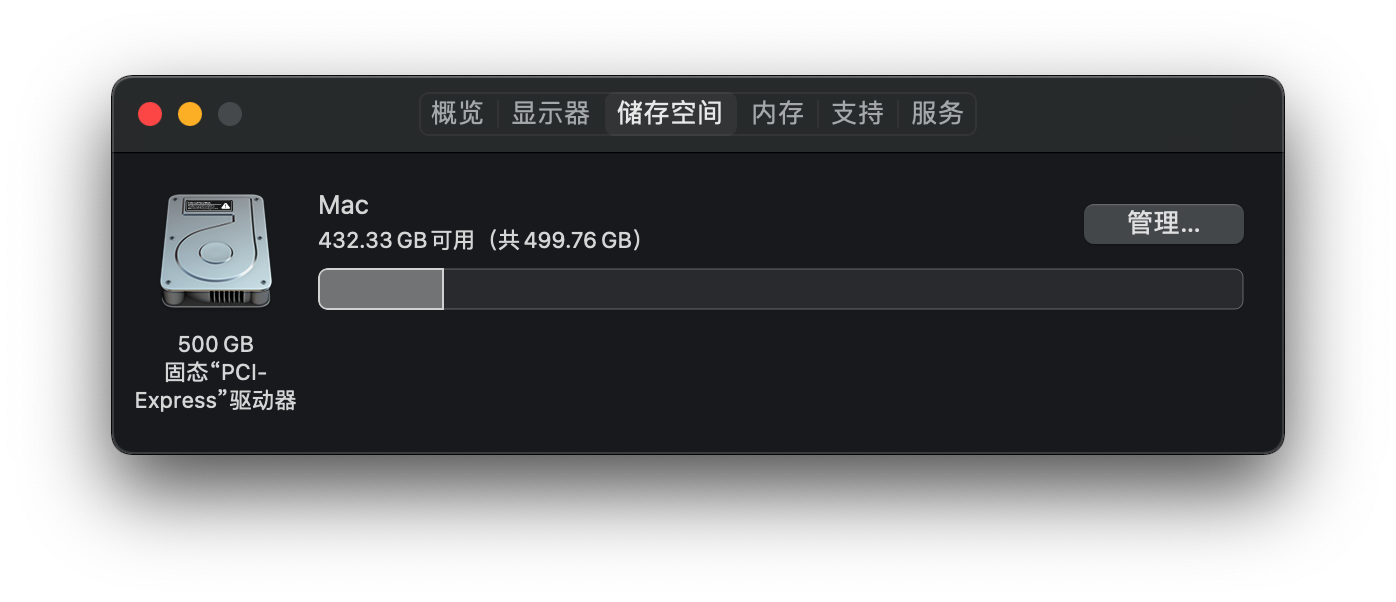 概览 显示器 储存空间 内存 支持 服务
Mac
432.33 GB 可用（共 499.76 GB）
管理...
500 GB
固态“PCI-
Express”驱动器